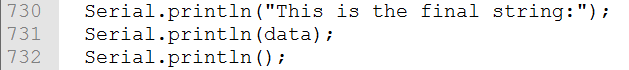 730 Serial.println("This is the final string:");
731 Serial.println(data);
732 Serial.println();